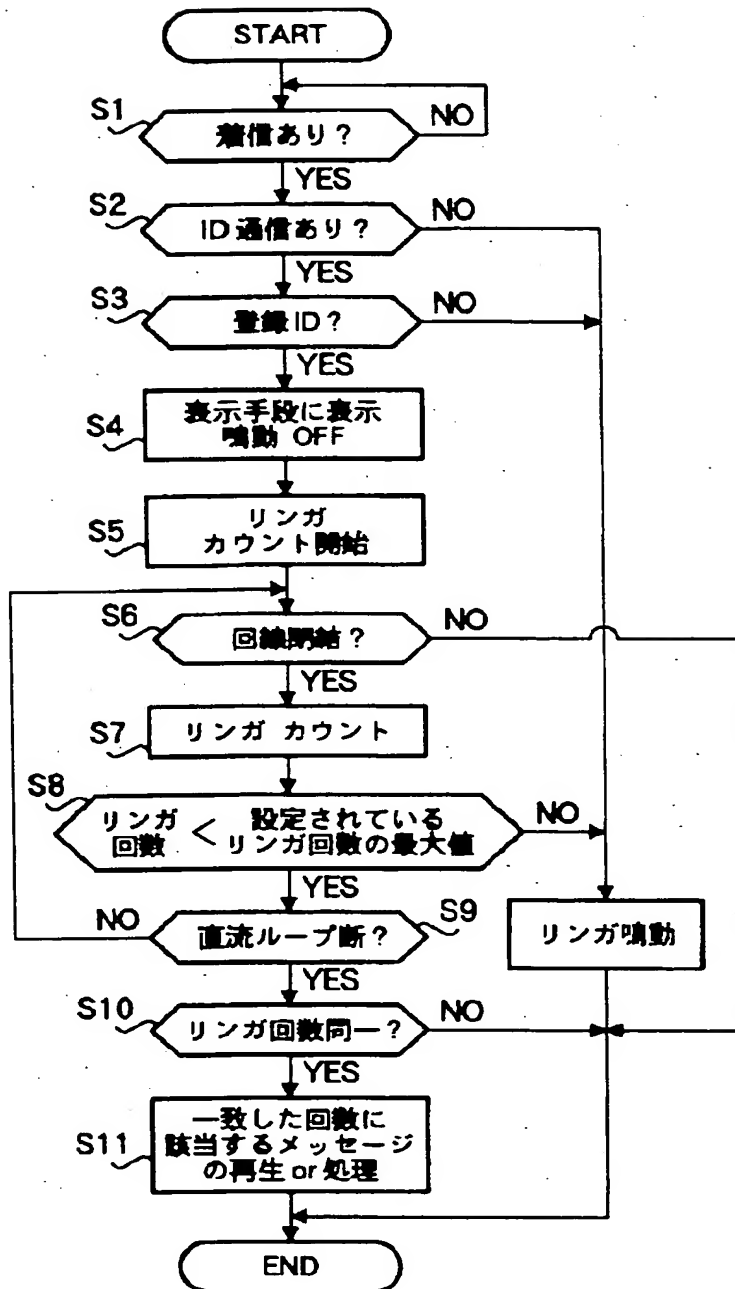 START
S1
着信あり?
NO
YES
S2
ID通信あり?
NO
YES
S3
登録ID?
NO
YES
S4
表示手段に表示
鳴動 OFF
S5
リンガ
カウント開始
S6
回線閉結?
NO
YES
S7
リンガ カウント
S8
リンガ
回数
<
設定されている
リンガ回数の最大値
NO
YES
NO
直流ループ断?
S9
リンガ鳴動
YES
S10
リンガ回数同一?
NO
YES
S11
一致した回数に
該当するメッセージ
の再生 or 処理
END